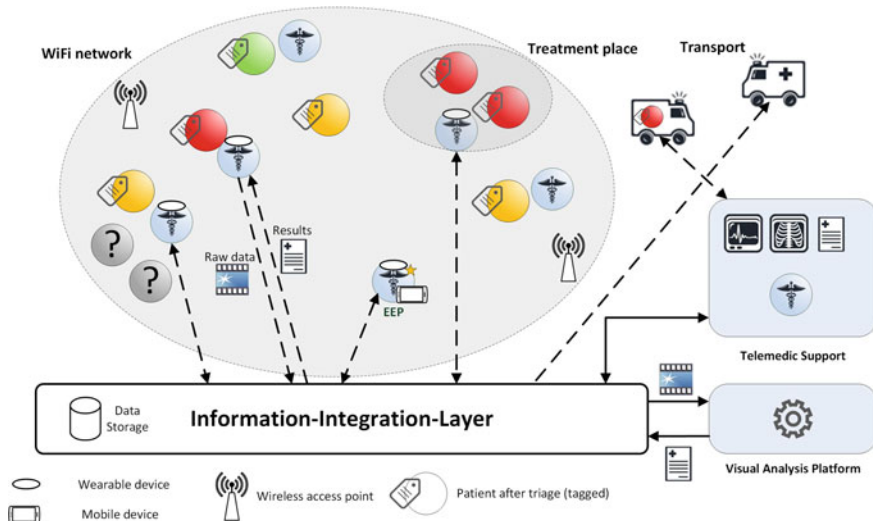 WiFi network
Treatment place
Transport
Raw data
Results
?
?
EEP
Telemedic Support
Data
Storage
Information-Integration-Layer
Visual Analysis Platform
Wearable device
Mobile device
Wireless access point
Patient after triage (tagged)